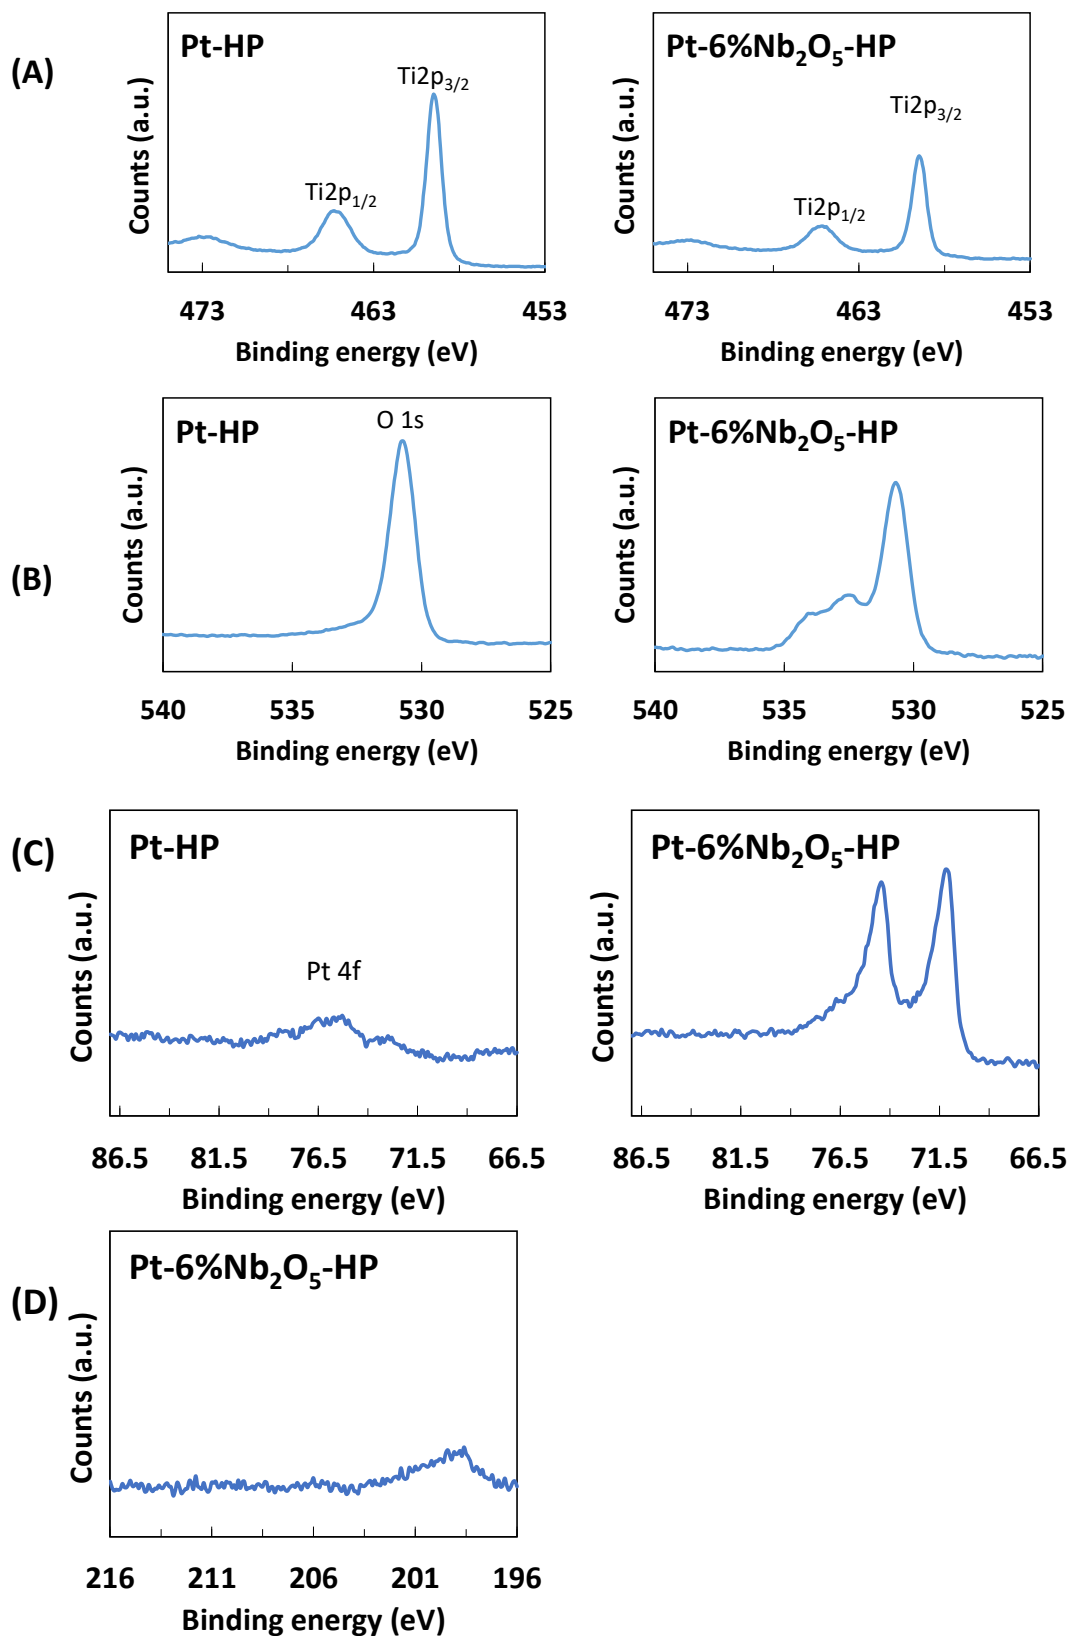 (A)
Pt-HP
Ti2p3/2
Ti2p1/2
Counts (a.u.)
473 463 453
Binding energy (eV)
Pt-6%Nb2O5-HP
Ti2p3/2
Ti2p1/2
Counts (a.u.)
473 463 453
Binding energy (eV)
(B)
Pt-HP
O 1s
Counts (a.u.)
540 535 530 525
Binding energy (eV)
Pt-6%Nb2O5-HP
Counts (a.u.)
540 535 530 525
Binding energy (eV)
(C)
Pt-HP
Pt 4f
Counts (a.u.)
86.5 81.5 76.5 71.5 66.5
Binding energy (eV)
Pt-6%Nb2O5-HP
Counts (a.u.)
86.5 81.5 76.5 71.5 66.5
Binding energy (eV)
(D)
Pt-6%Nb2O5-HP
Counts (a.u.)
216 211 206 201 196
Binding energy (eV)